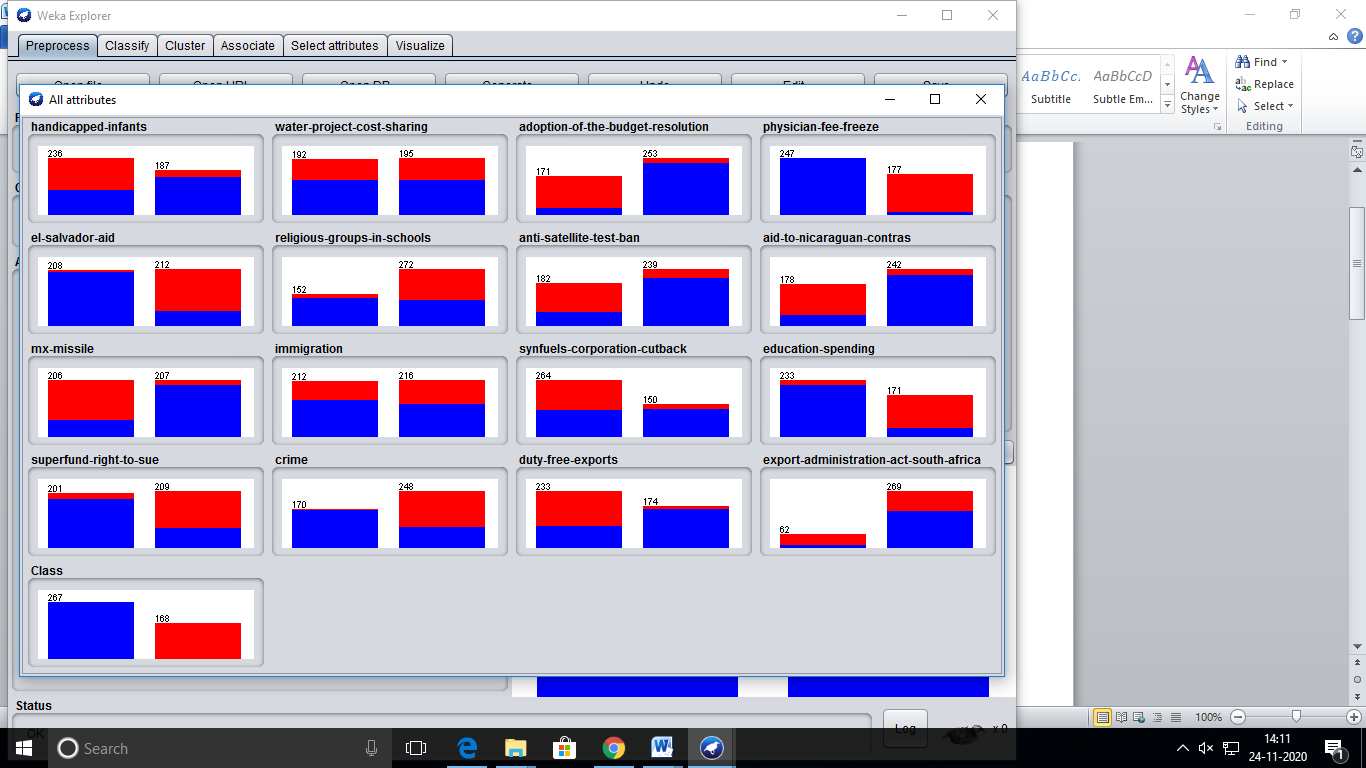 Weka Explorer
Preprocess Classify Cluster Associate Select attributes Visualize
All attributes
handicapped-infants water-project-cost-sharing adoption-of-the-budget-resolution physician-fee-freeze
236 187 192 195 171 253 247 177
el-salvador-aid religious-groups-in-schools anti-satellite-test-ban aid-to-nicaraguan-contras
208 212 152 272 182 239 178 242
mx-missile immigration synfuels-corporation-cutback education-spending
206 207 212 216 264 150 233 171
superfund-right-to-sue crime duty-free-exports export-administration-act-south-africa
201 209 170 248 233 174 62 269
Class
267 168
Status
OK
Log
x 0
AaBbCc. AaBbCcD
Subtitle Subtle Em...
Change
Styles
Find
Replace
Select
Editing
100%
Search
14:11
24-11-2020
1